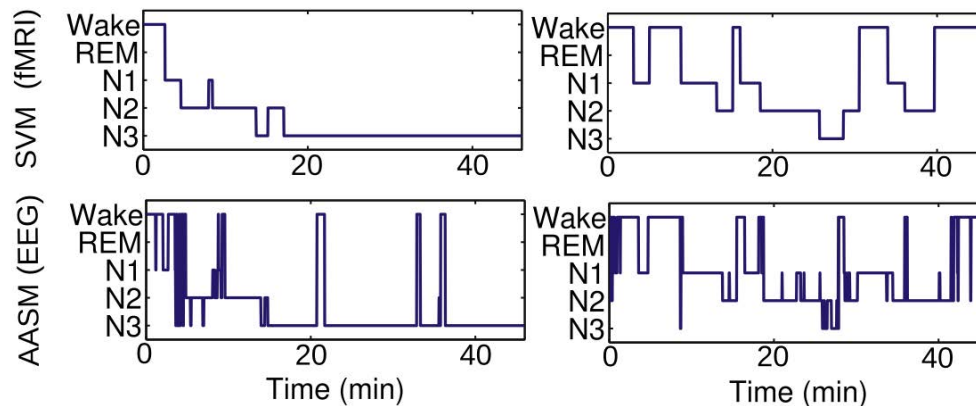 SVM (fMRI)
Wake
REM
N1
N2
N3
0 20 40
Wake
REM
N1
N2
N3
0 20 40
AASM (EEG)
Wake
REM
N1
N2
N3
0 20 40
Time (min)
Wake
REM
N1
N2
N3
0 20 40
Time (min)